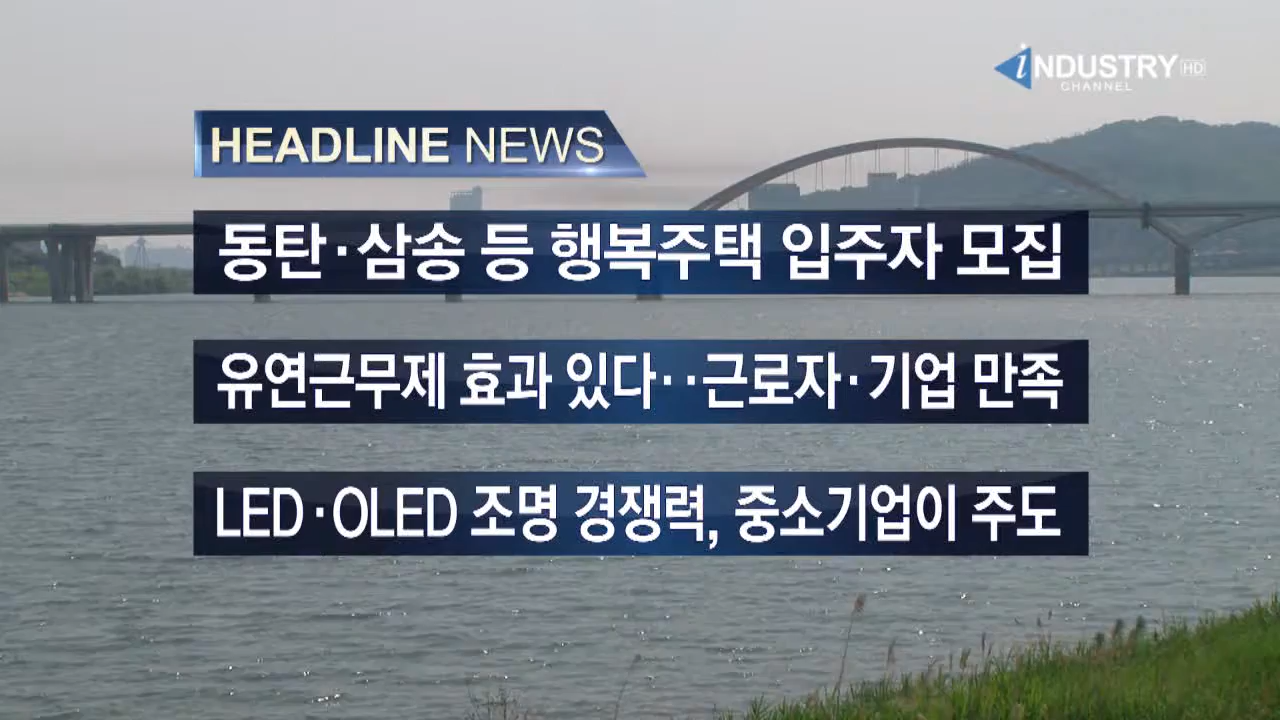 iNDUSTRY HD
CHANNEL
HEADLINE NEWS
동탄·삼송 등 행복주택 입주자 모집
유연근무제 효과 있다‥근로자·기업 만족
LED·OLED 조명 경쟁력, 중소기업이 주도